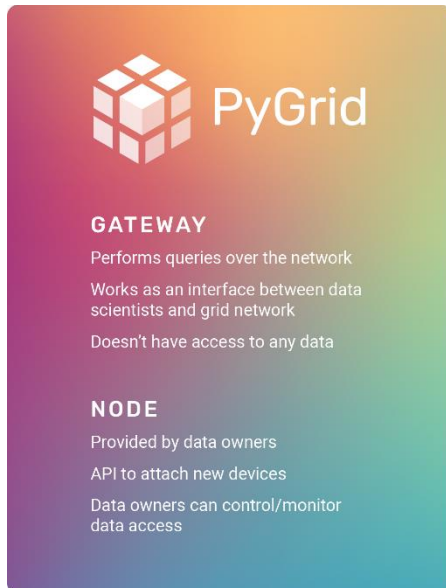 PyGrid
GATEWAY
Performs queries over the network
Works as an interface between data
scientists and grid network
Doesn't have access to any data
NODE
Provided by data owners
API to attach new devices
Data owners can control/monitor
data access